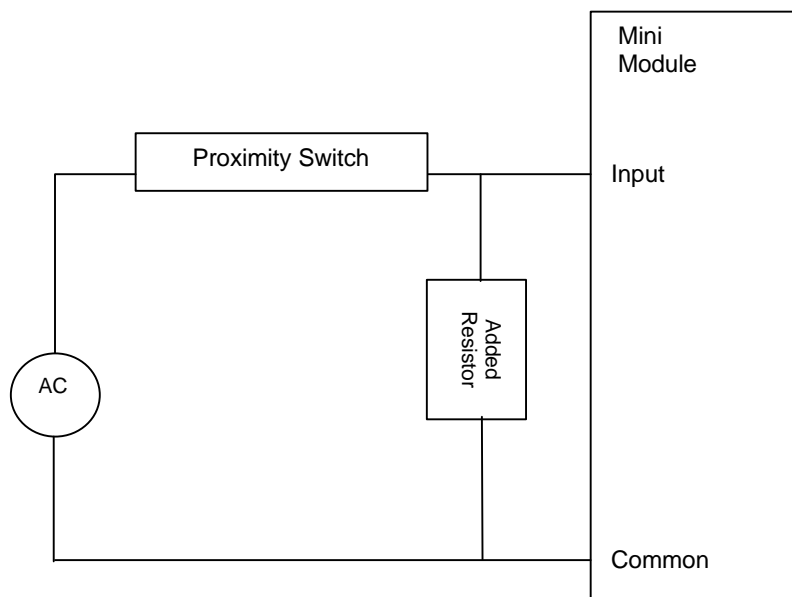 Mini
Module
Proximity Switch
Input
Added
Resistor
AC
Common